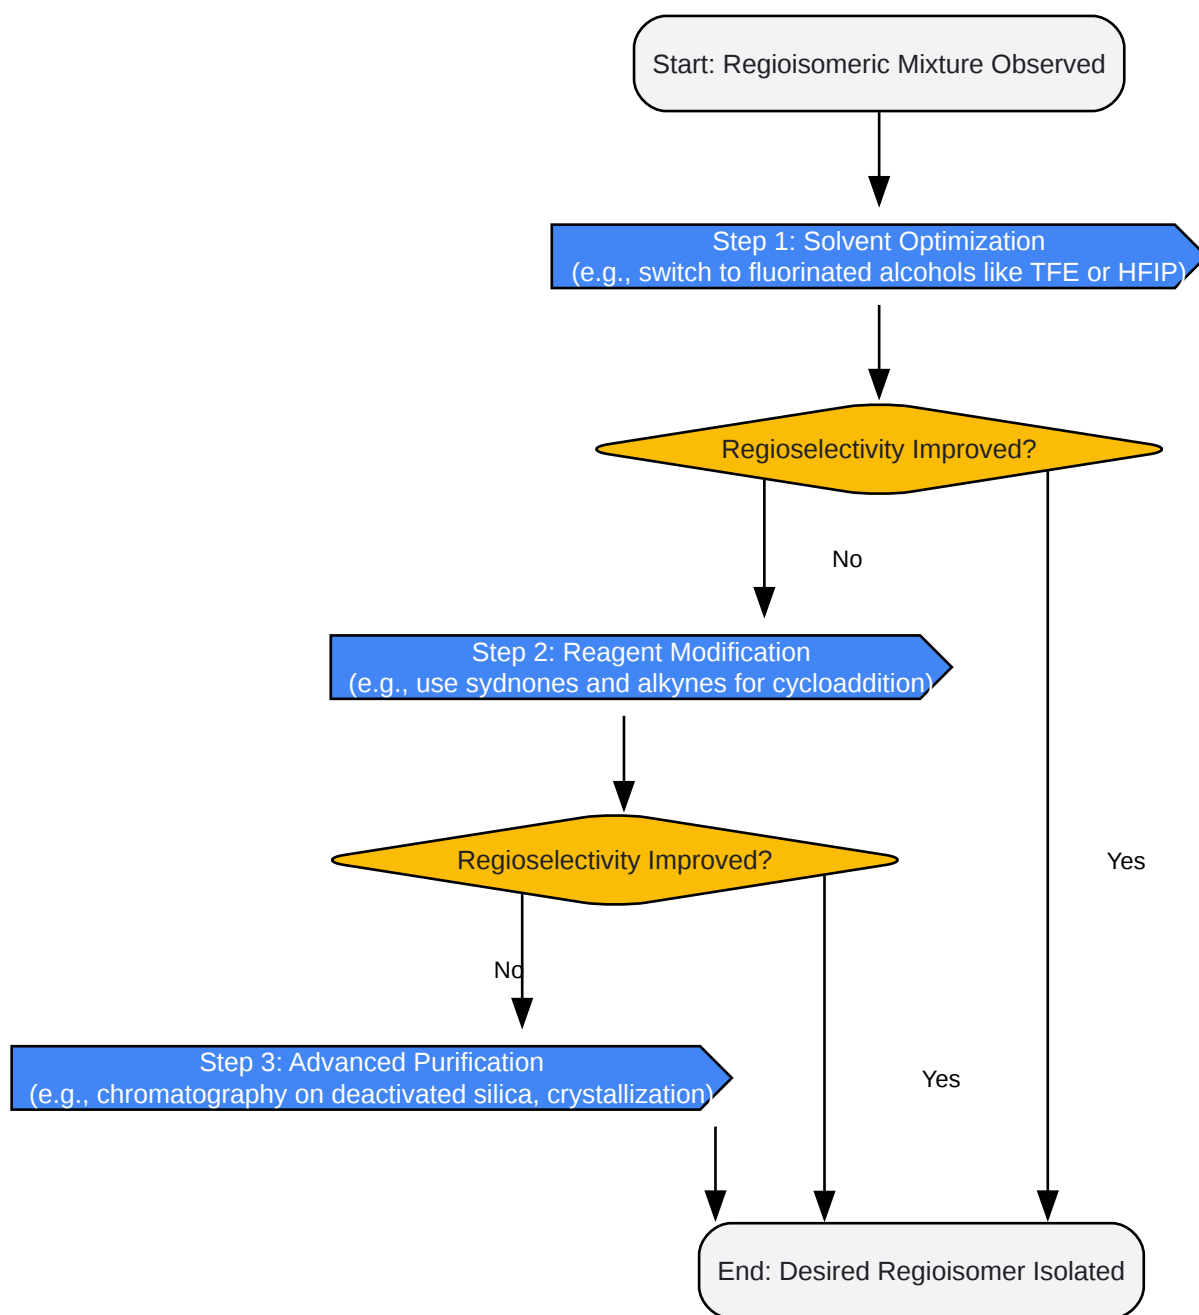 Start: Regioisomeric Mixture Observed
Step 1: Solvent Optimization
(e.g., switch to fluorinated alcohols like TFE or HFIP)
Regioselectivity Improved?
No
Step 2: Reagent Modification
(e.g., use sydnones and alkynes for cycloaddition)
Regioselectivity Improved?
Yes
No
Step 3: Advanced Purification
(e.g., chromatography on deactivated silica, crystallization)
Yes
End: Desired Regioisomer Isolated